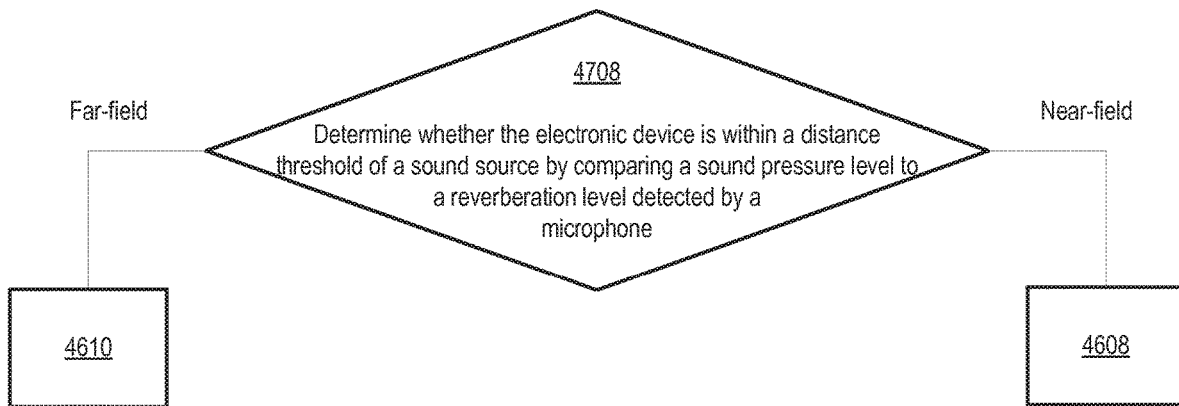 4708
Far-field
Near-field
Determine whether the electronic device is within a distance
threshold of a sound source by comparing a sound pressure level to
a reverberation level detected by a
microphone
4610
4608